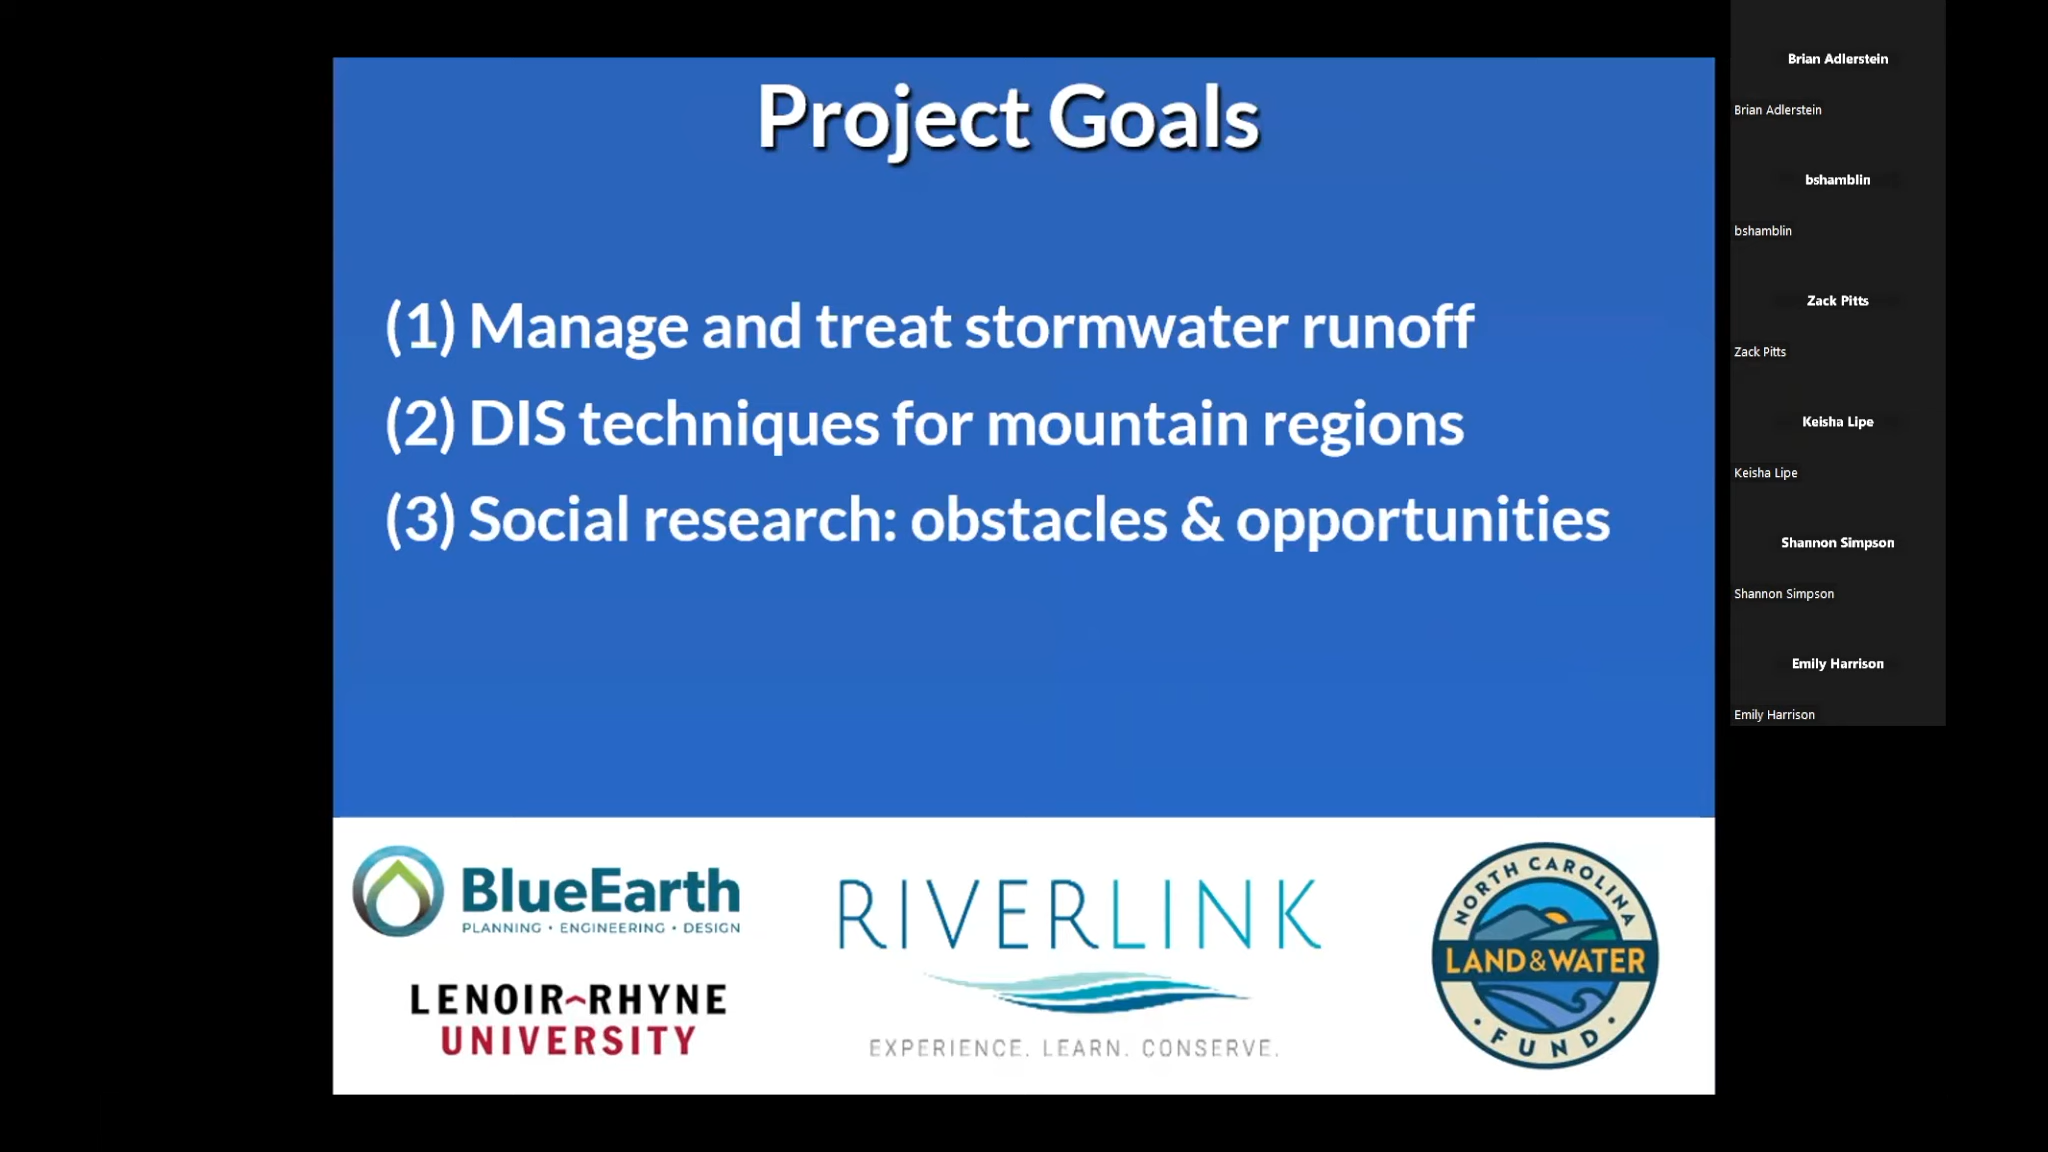 Project Goals
(1) Manage and treat stormwater runoff
(2) DIS techniques for mountain regions
(3) Social research: obstacles & opportunities
BlueEarth
PLANNING • ENGINEERING • DESIGN
LENOIR-RHYNE
UNIVERSITY
RIVERLINK
EXPERIENCE. LEARN. CONSERVE.
NORTH CAROLINA
LAND&WATER
• FUND •
Brian Adlerstein
Brian Adlerstein
bshamblin
bshamblin
Zack Pitts
Zack Pitts
Keisha Lipe
Keisha Lipe
Shannon Simpson
Shannon Simpson
Emily Harrison
Emily Harrison